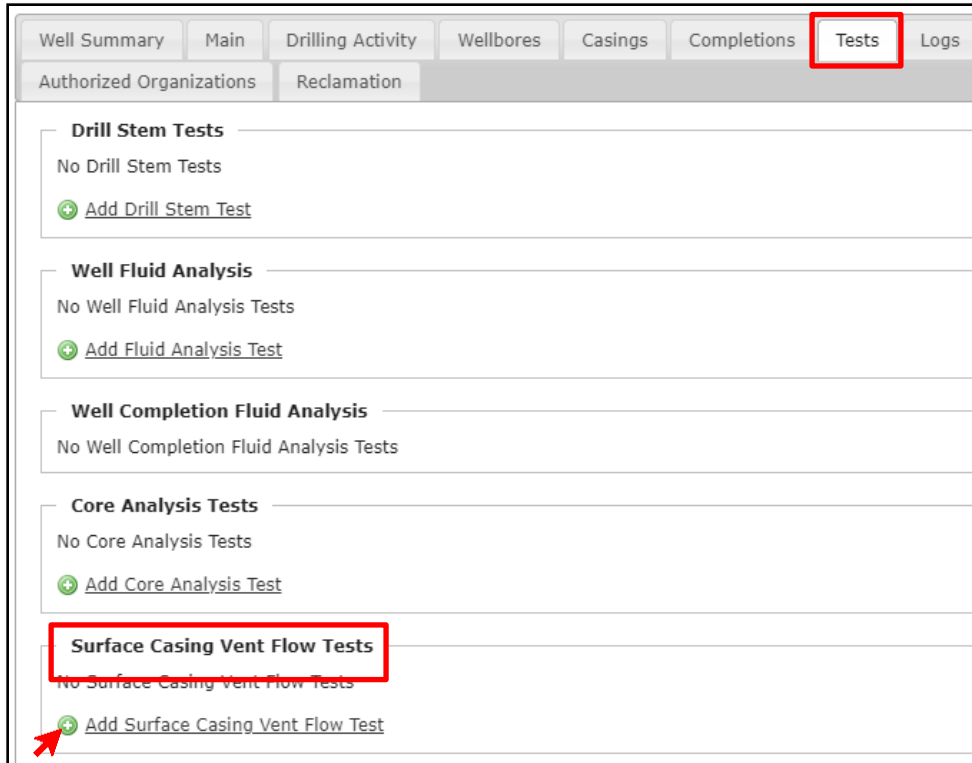 Well Summary Main Drilling Activity Wellbores Casings Completions Tests Logs
Authorized Organizations Reclamation
Drill Stem Tests
No Drill Stem Tests
Add Drill Stem Test
Well Fluid Analysis
No Well Fluid Analysis Tests
Add Fluid Analysis Test
Well Completion Fluid Analysis
No Well Completion Fluid Analysis Tests
Core Analysis Tests
No Core Analysis Tests
Add Core Analysis Test
Surface Casing Vent Flow Tests
No Surface Casing Vent Flow Tests
Add Surface Casing Vent Flow Test